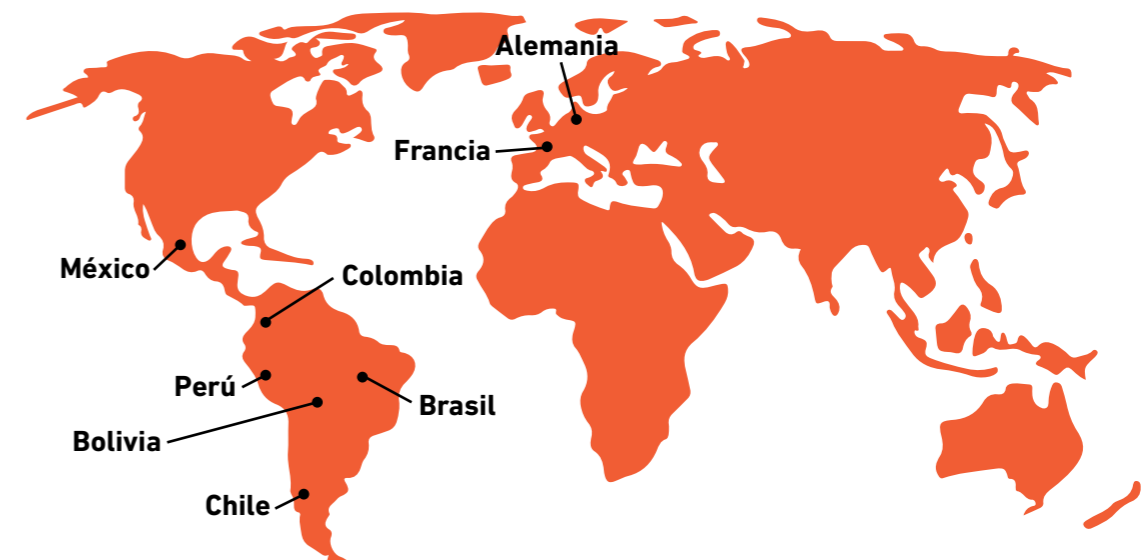 Alemania
Francia
México
Colombia
Perú
Brasil
Bolivia
Chile